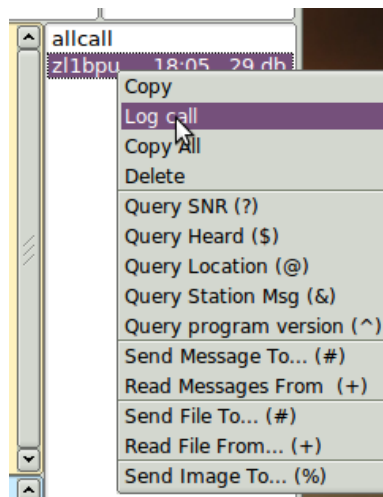 allcall
zl1bpu 18:05 29 db
Copy
Log call
Copy All
Delete
Query SNR (?)
Query Heard ($)
Query Location (@)
Query Station Msg (&)
Query program version (^)
Send Message To... (#)
Read Messages From (+)
Send File To... (#)
Read File From... (+)
Send Image To... (%)